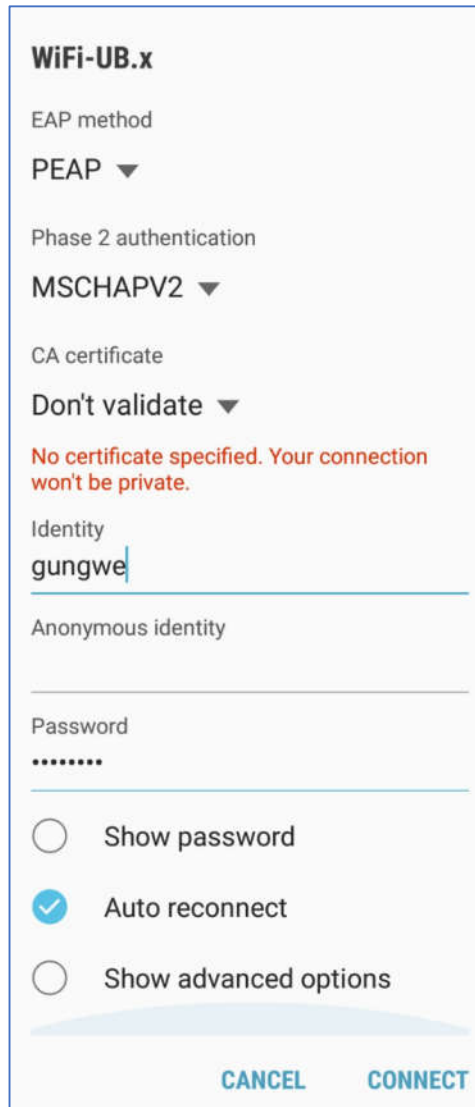 WiFi-UB.x
EAP method
PEAP
Phase 2 authentication
MSCHAPV2
CA certificate
Don't validate
No certificate specified. Your connection
won't be private.
Identity
gungwe
Anonymous identity
Password
••••••••
Show password
Auto reconnect
Show advanced options
CANCEL CONNECT